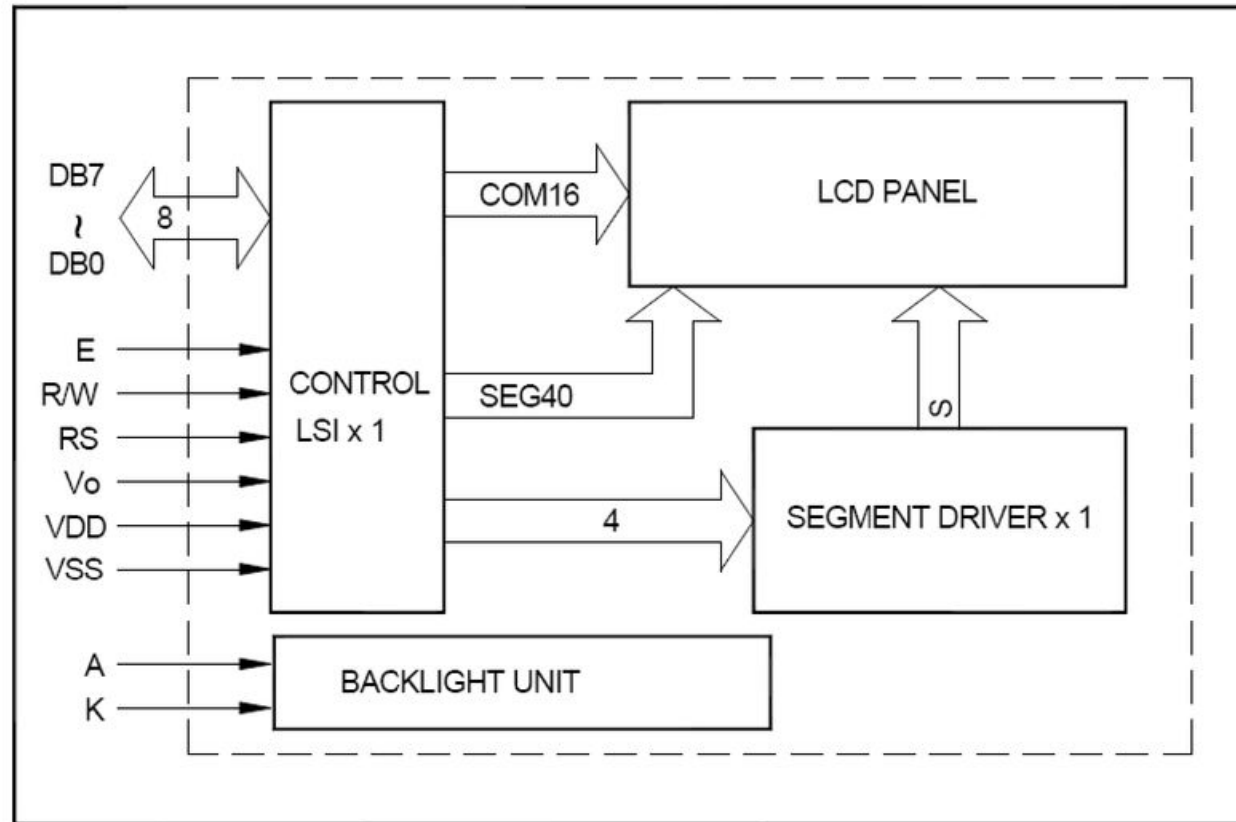 DB7
~
DB0
8
E
R/W
RS
Vo
VDD
VSS
A
K
CONTROL
LSI x 1
COM16
SEG40
4
LCD PANEL
S
SEGMENT DRIVER x 1
BACKLIGHT UNIT